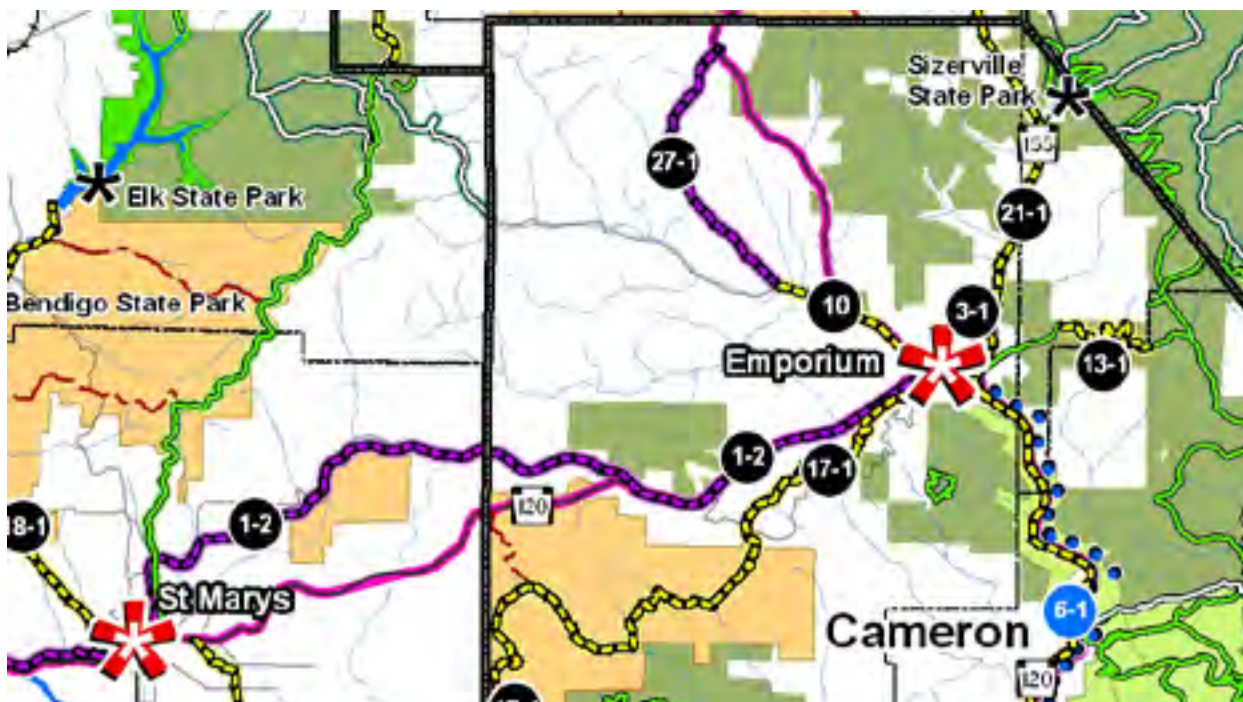 Sizerville
State Park
155
27-1
Elk State Park
21-1
Bendigo State Park
10
3-1
Emporium
13-1
1-2
17-1
18-1
1-2
120
St Marys
6-1
Cameron
120